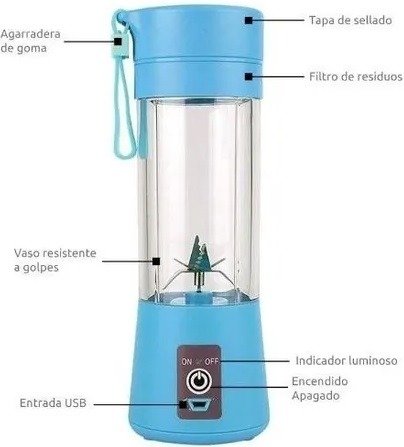 Agarradera
de goma
Tapa de sellado
Filtro de residuos
Vaso resistente
a golpes
ON OFF
Indicador luminoso
Encendido
Apagado
Entrada USB